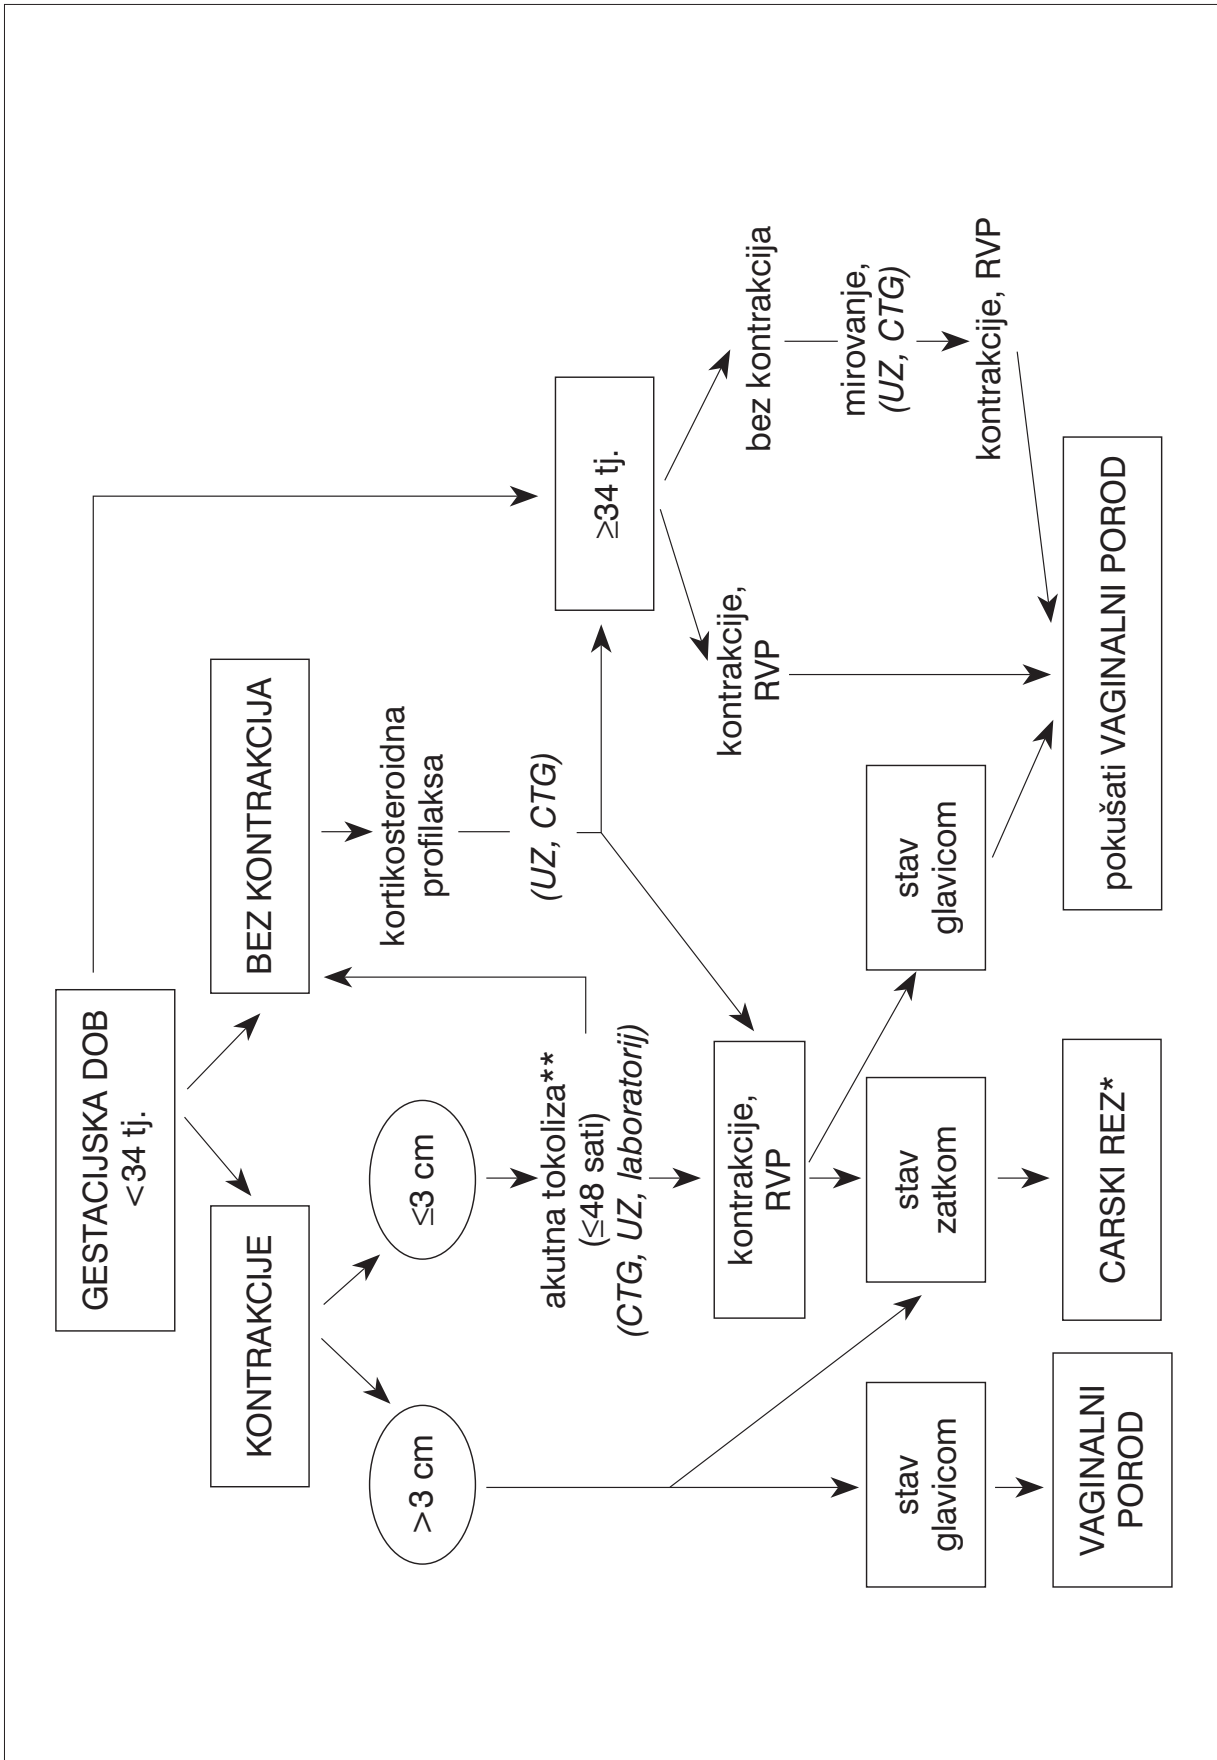 GESTACIJSKA DOB
<34 tj.
KONTRAKCIJE
BEZ KONTRAKCIJA
>3 cm
≤3 cm
kortikosteroidna
profilaksa
akutna tokoliza**
(≤48 sati)
(CTG, UZ, laboratorij)
(UZ, CTG)
≥34 tj.
kontrakcije,
RVP
kontrakcije,
RVP
bez kontrakcija
mirovanje,
(UZ, CTG)
kontrakcije, RVP
stav
glavicom
stav
zatkom
stav
glavicom
VAGINALNI
POROD
CARSKI REZ*
pokušati VAGINALNI POROD